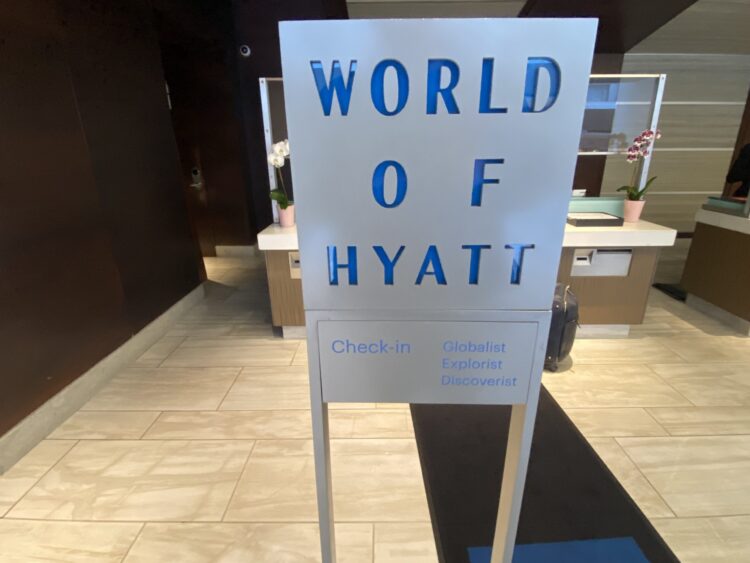 WORLD
OF
HYATT
Check-in
Globalist
Explorist
Discoverist